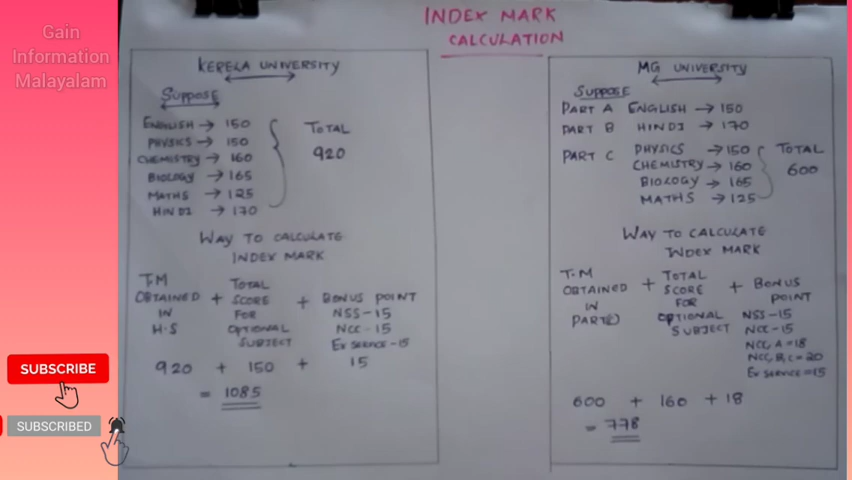 Gain
Information
Malayalam
INDEX MARK
CALCULATION
KERELA UNIVERSITY
SUPPOSE
ENGLISH → 150
PHYSICS → 150
CHEMISTRY → 160
BIOLOGY → 165
MATHS → 125
HINDI → 170
TOTAL
920
WAY TO CALCULATE
INDEX MARK
T.M
OBTAINED
IN
H.S
+
TOTAL
SCORE
FOR
OPTIONAL
SUBJECT
+
BONUS POINT
NSS-15
NCC-15
EX SERVICE-15
920 + 150 + 15
= 1085
MG UNIVERSITY
SUPPOSE
PART A ENGLISH → 150
PART B HINDI → 170
PART C PHYSICS → 150
CHEMISTRY → 160
BIOLOGY → 165
MATHS → 125
TOTAL
600
WAY TO CALCULATE
INDEX MARK
T.M
OBTAINED
IN
PART
+
TOTAL
SCORE
FOR
OPTIONAL
SUBJECT
+
BONUS
POINT
NSS-15
NCC-15
NCC A=18
NCC B,C=20
EX SERVICE=15
600 + 160 + 18
= 778
SUBSCRIBE
SUBSCRIBED